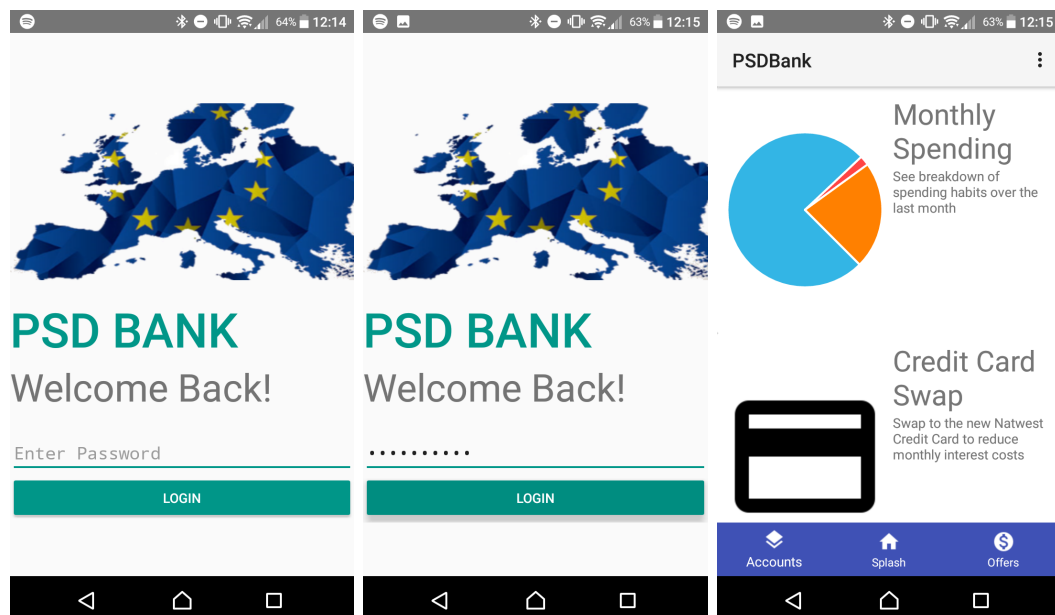 64% 12:14
PSD BANK
Welcome Back!
Enter Password
LOGIN
63% 12:15
PSD BANK
Welcome Back!
••••••••••
LOGIN
63% 12:15
PSDBank
Monthly
Spending
See breakdown of
spending habits over the
last month
Credit Card
Swap
Swap to the new Natwest
Credit Card to reduce
monthly interest costs
Accounts
Splash
Offers